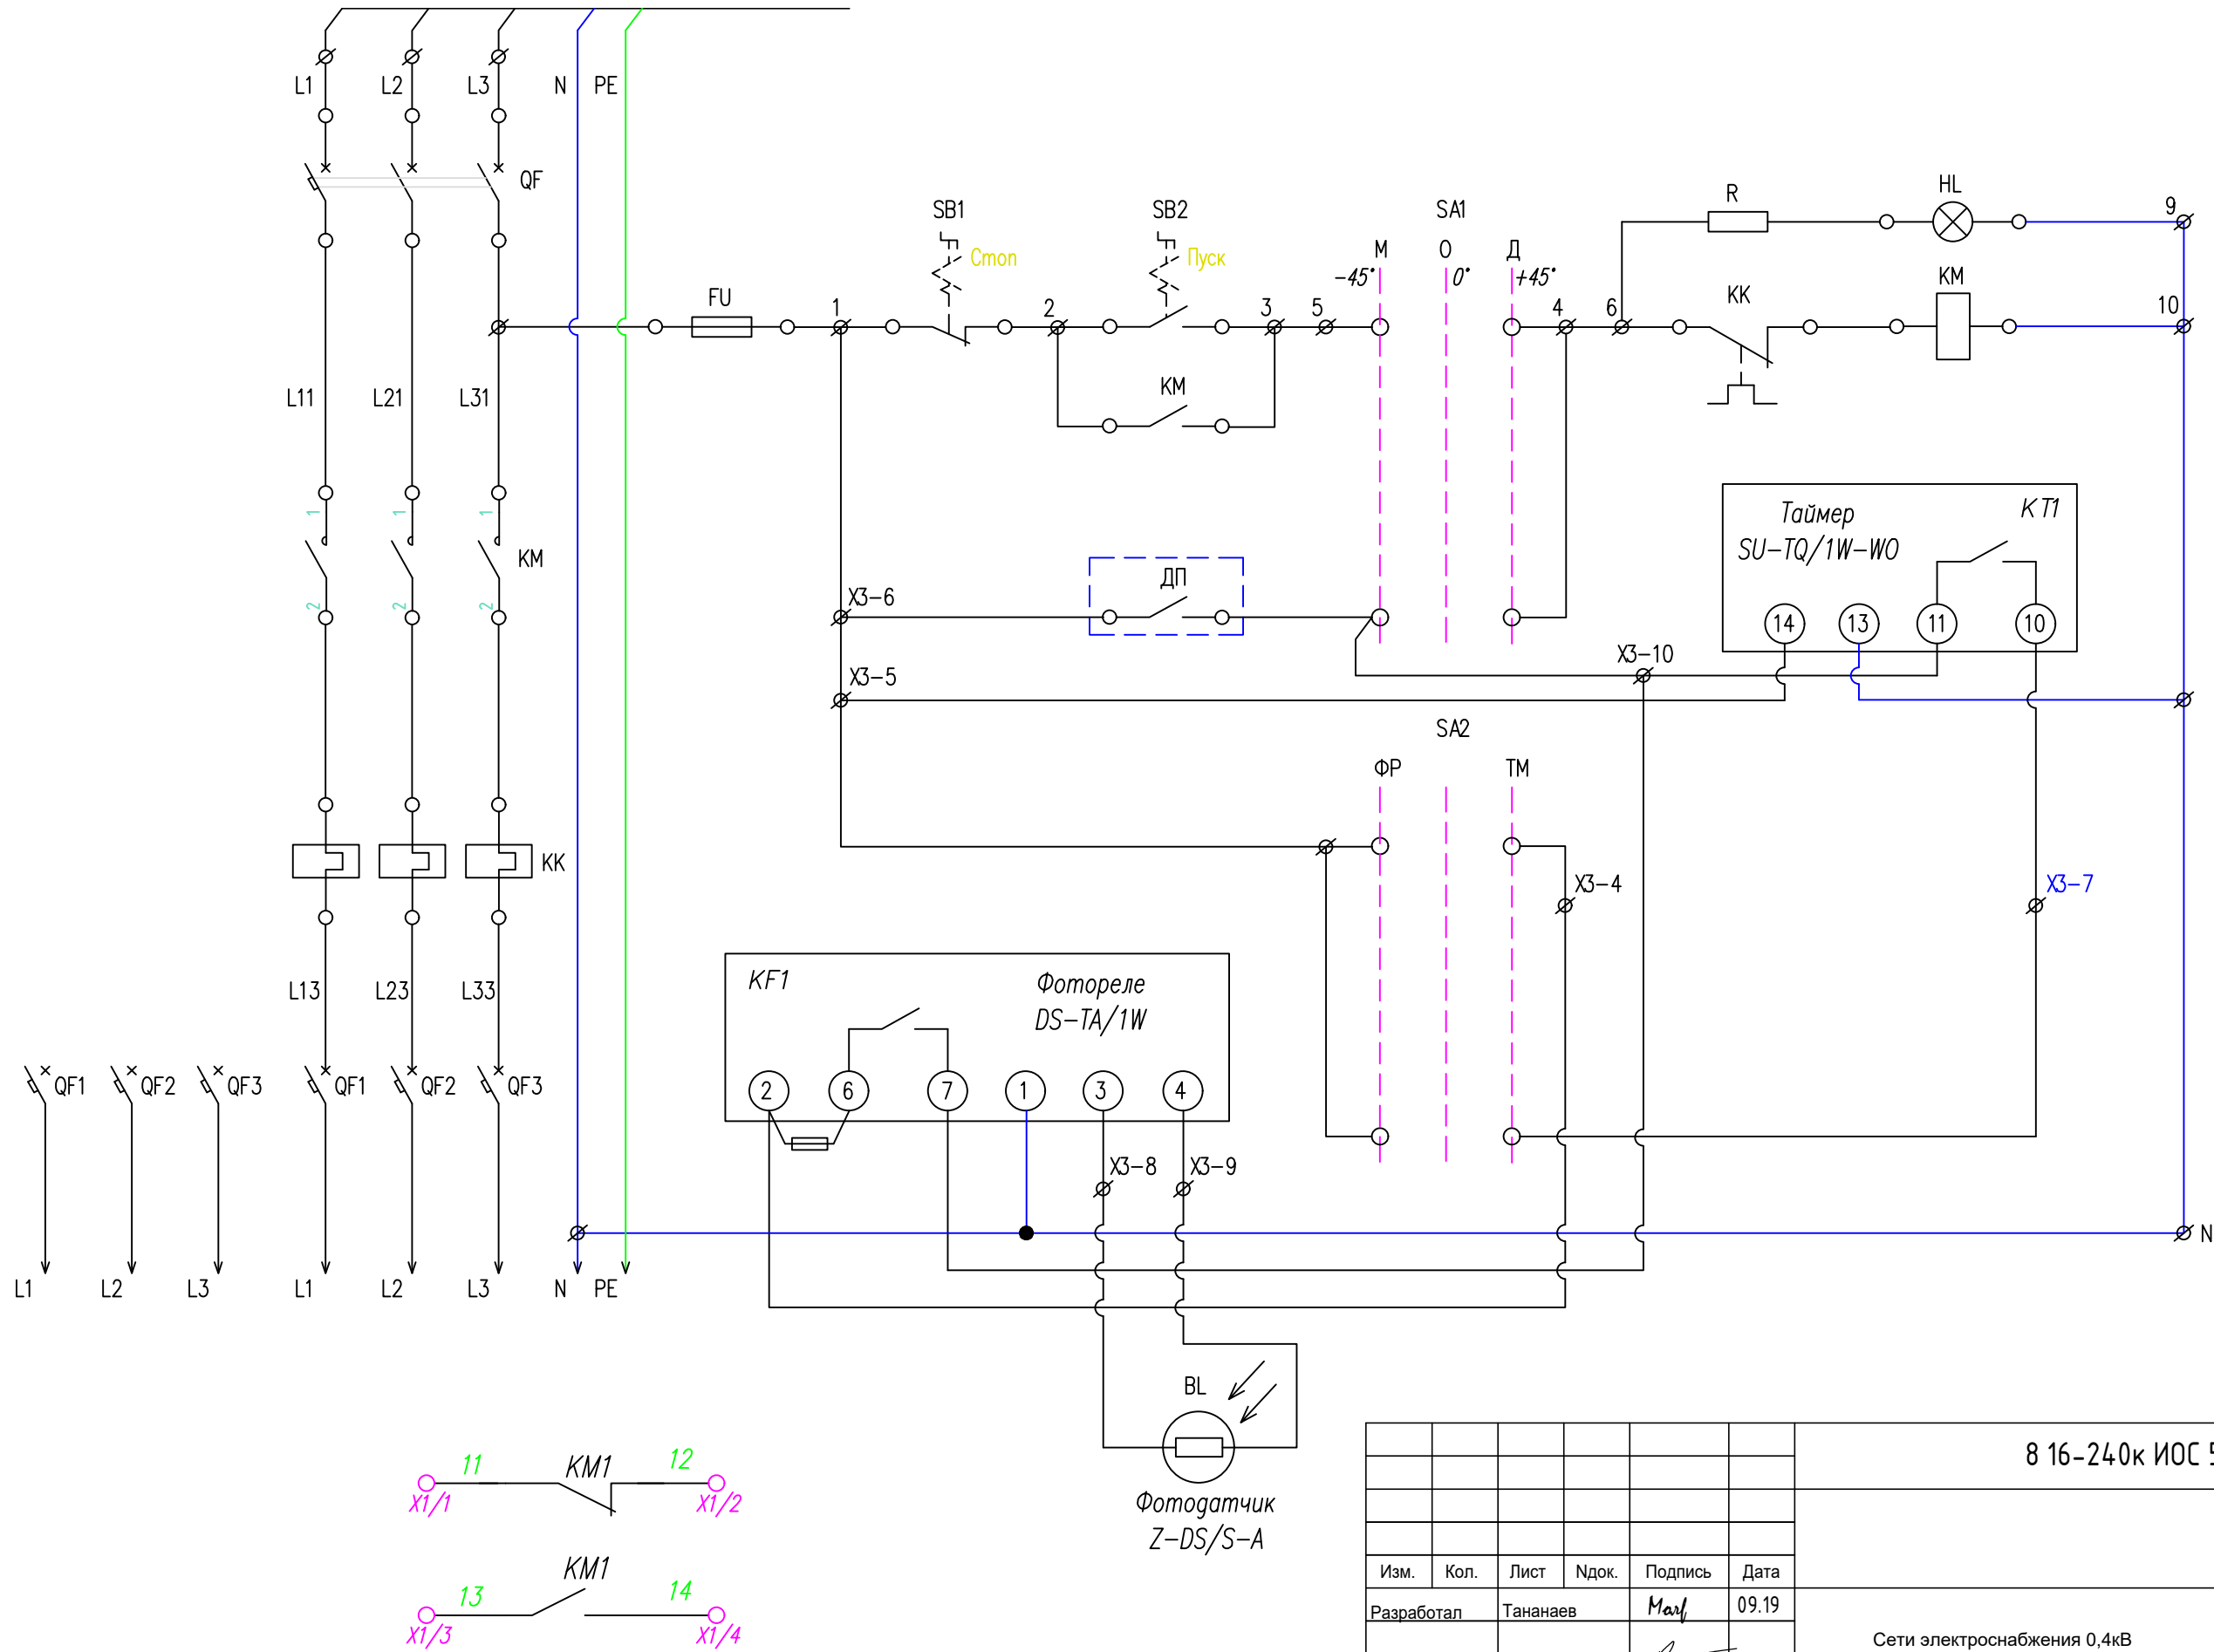 L1 L2 L3 N PE
QF
SB1 SB2 SA1 R HL 9
Стоп Пуск М О Д
-45° 0° +45°
FU 1 2 3 5 4 6 KK KM 10
L11 L21 L31 KM
1 1 1 KM
2 2 2
Таймер KT1
SU-TQ/1W-WO
14 13 11 10
ДП
X3-6
X3-5 X3-10
SA2
ФР ТМ
KK
X3-4 X3-7
L13 L23 L33
KF1 Фотореле
DS-TA/1W
QF1 QF2 QF3 QF1 QF2 QF3
2 6 7 1 3 4
X3-8 X3-9
N
L1 L2 L3 L1 L2 L3 N PE
BL
Фотодатчик
Z-DS/S-A
11 KM1 12
X1/1 X1/2
13 KM1 14
X1/3 X1/4
8 16-240к ИОС
Изм. Кол. Лист Nдок. Подпись Дата
Разработал Тананаев 09.19
Сети электроснабжения 0,4кВ